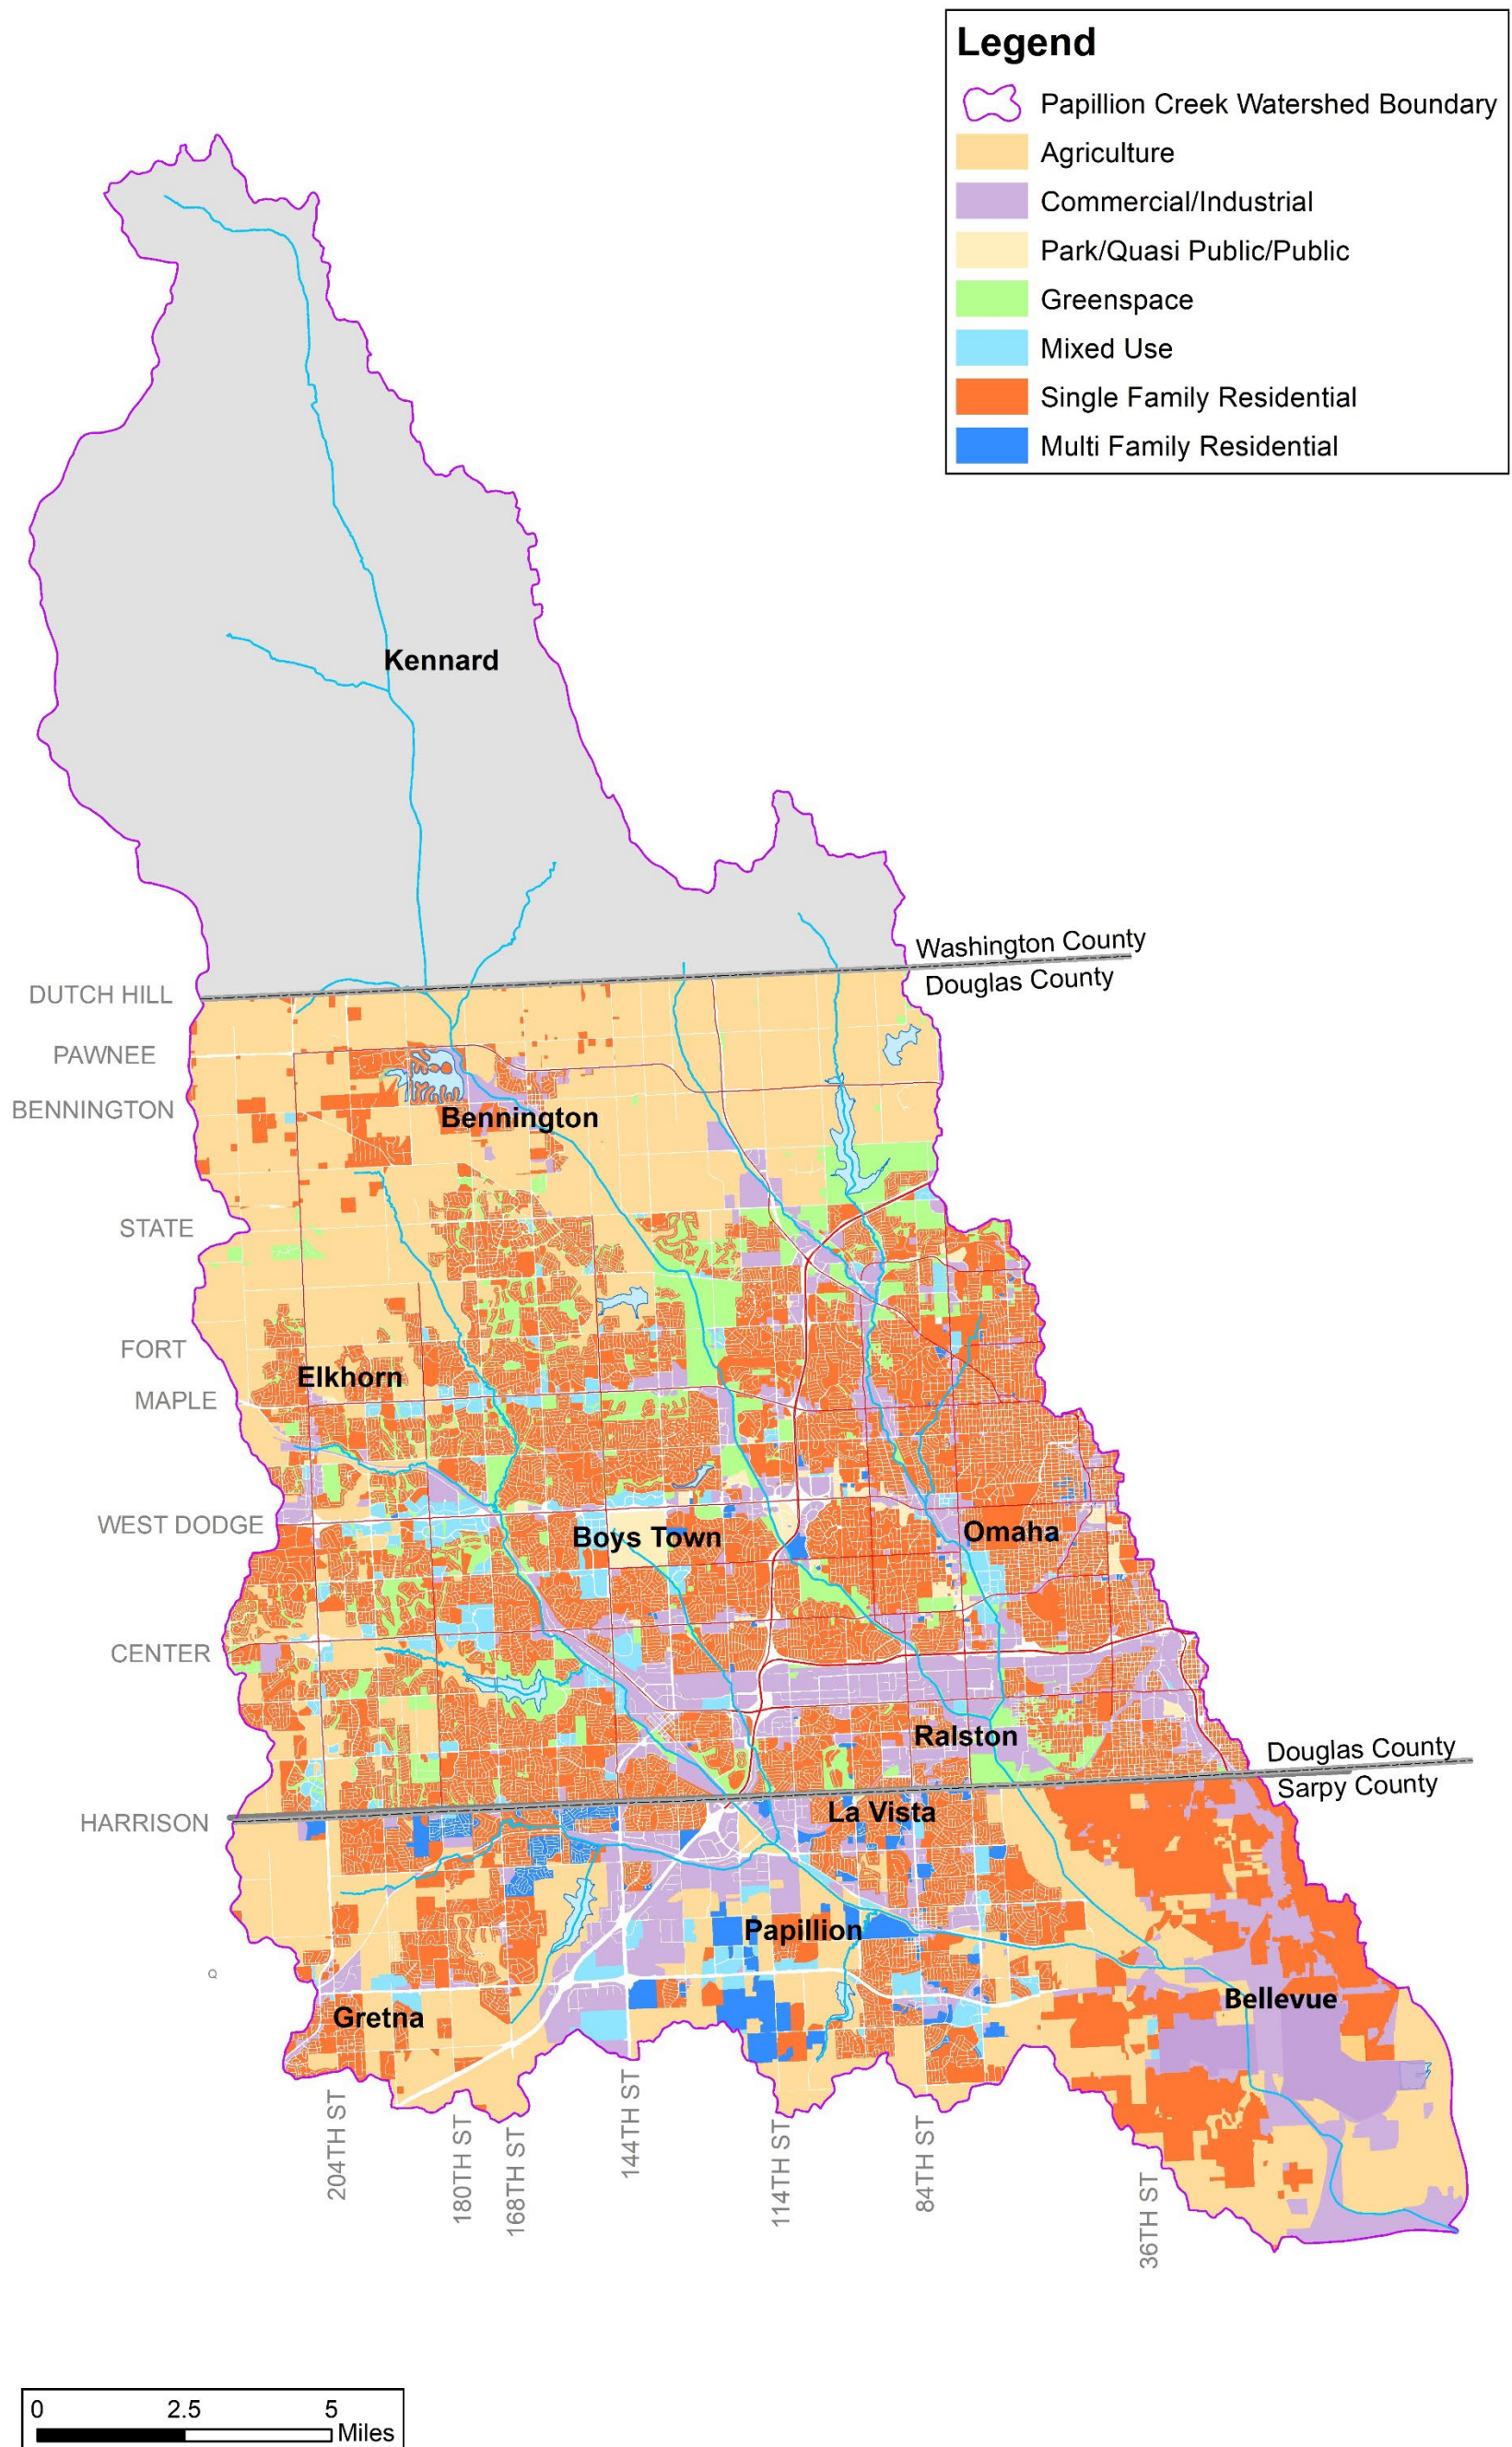 Legend
Papillion Creek Watershed Boundary
Agriculture
Commercial/Industrial
Park/Quasi Public/Public
Greenspace
Mixed Use
Single Family Residential
Multi Family Residential
Kennard
Washington County
Douglas County
DUTCH HILL
PAWNEE
BENNINGTON
Bennington
STATE
FORT
Elkhorn
MAPLE
WEST DODGE
Boys Town
Omaha
CENTER
Ralston
Douglas County
Sarpy County
HARRISON
La Vista
Papillion
Q
Bellevue
Gretna
204TH ST
180TH ST
168TH ST
144TH ST
114TH ST
84TH ST
36TH ST
0 2.5 5
Miles